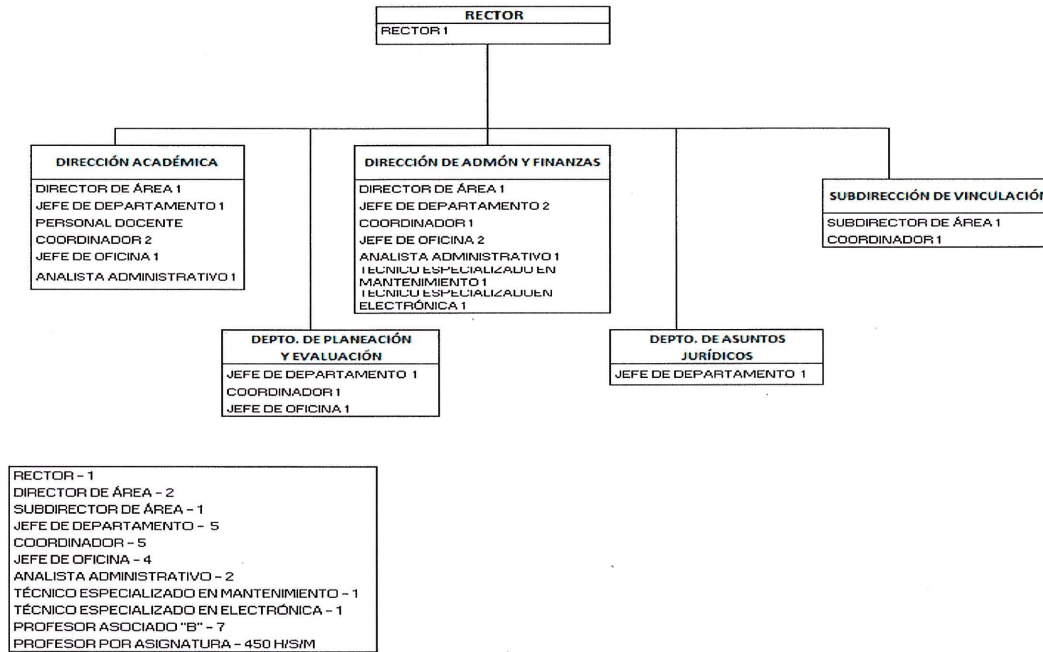 RECTOR
RECTOR 1
DIRECCIÓN ACADÉMICA
DIRECTOR DE ÁREA 1
JEFE DE DEPARTAMENTO 1
PERSONAL DOCENTE
COORDINADOR 2
JEFE DE OFICINA 1
ANALISTA ADMINISTRATIVO 1
DIRECCIÓN DE ADMÓN Y FINANZAS
DIRECTOR DE ÁREA 1
JEFE DE DEPARTAMENTO 2
COORDINADOR 1
JEFE DE OFICINA 2
ANALISTA ADMINISTRATIVO 1
TÉCNICO ESPECIALIZADO EN
MANTENIMIENTO 1
TÉCNICO ESPECIALIZADOEN
ELECTRÓNICA 1
SUBDIRECCIÓN DE VINCULACIÓN
SUBDIRECTOR DE ÁREA 1
COORDINADOR 1
DEPTO. DE PLANEACIÓN
Y EVALUACIÓN
JEFE DE DEPARTAMENTO 1
COORDINADOR 1
JEFE DE OFICINA 1
DEPTO. DE ASUNTOS
JURÍDICOS
JEFE DE DEPARTAMENTO 1
RECTOR – 1
DIRECTOR DE ÁREA – 2
SUBDIRECTOR DE ÁREA – 1
JEFE DE DEPARTAMENTO – 5
COORDINADOR – 5
JEFE DE OFICINA – 4
ANALISTA ADMINISTRATIVO – 2
TÉCNICO ESPECIALIZADO EN MANTENIMIENTO – 1
TÉCNICO ESPECIALIZADO EN ELECTRÓNICA – 1
PROFESOR ASOCIADO "B" – 7
PROFESOR POR ASIGNATURA – 450 H/S/M